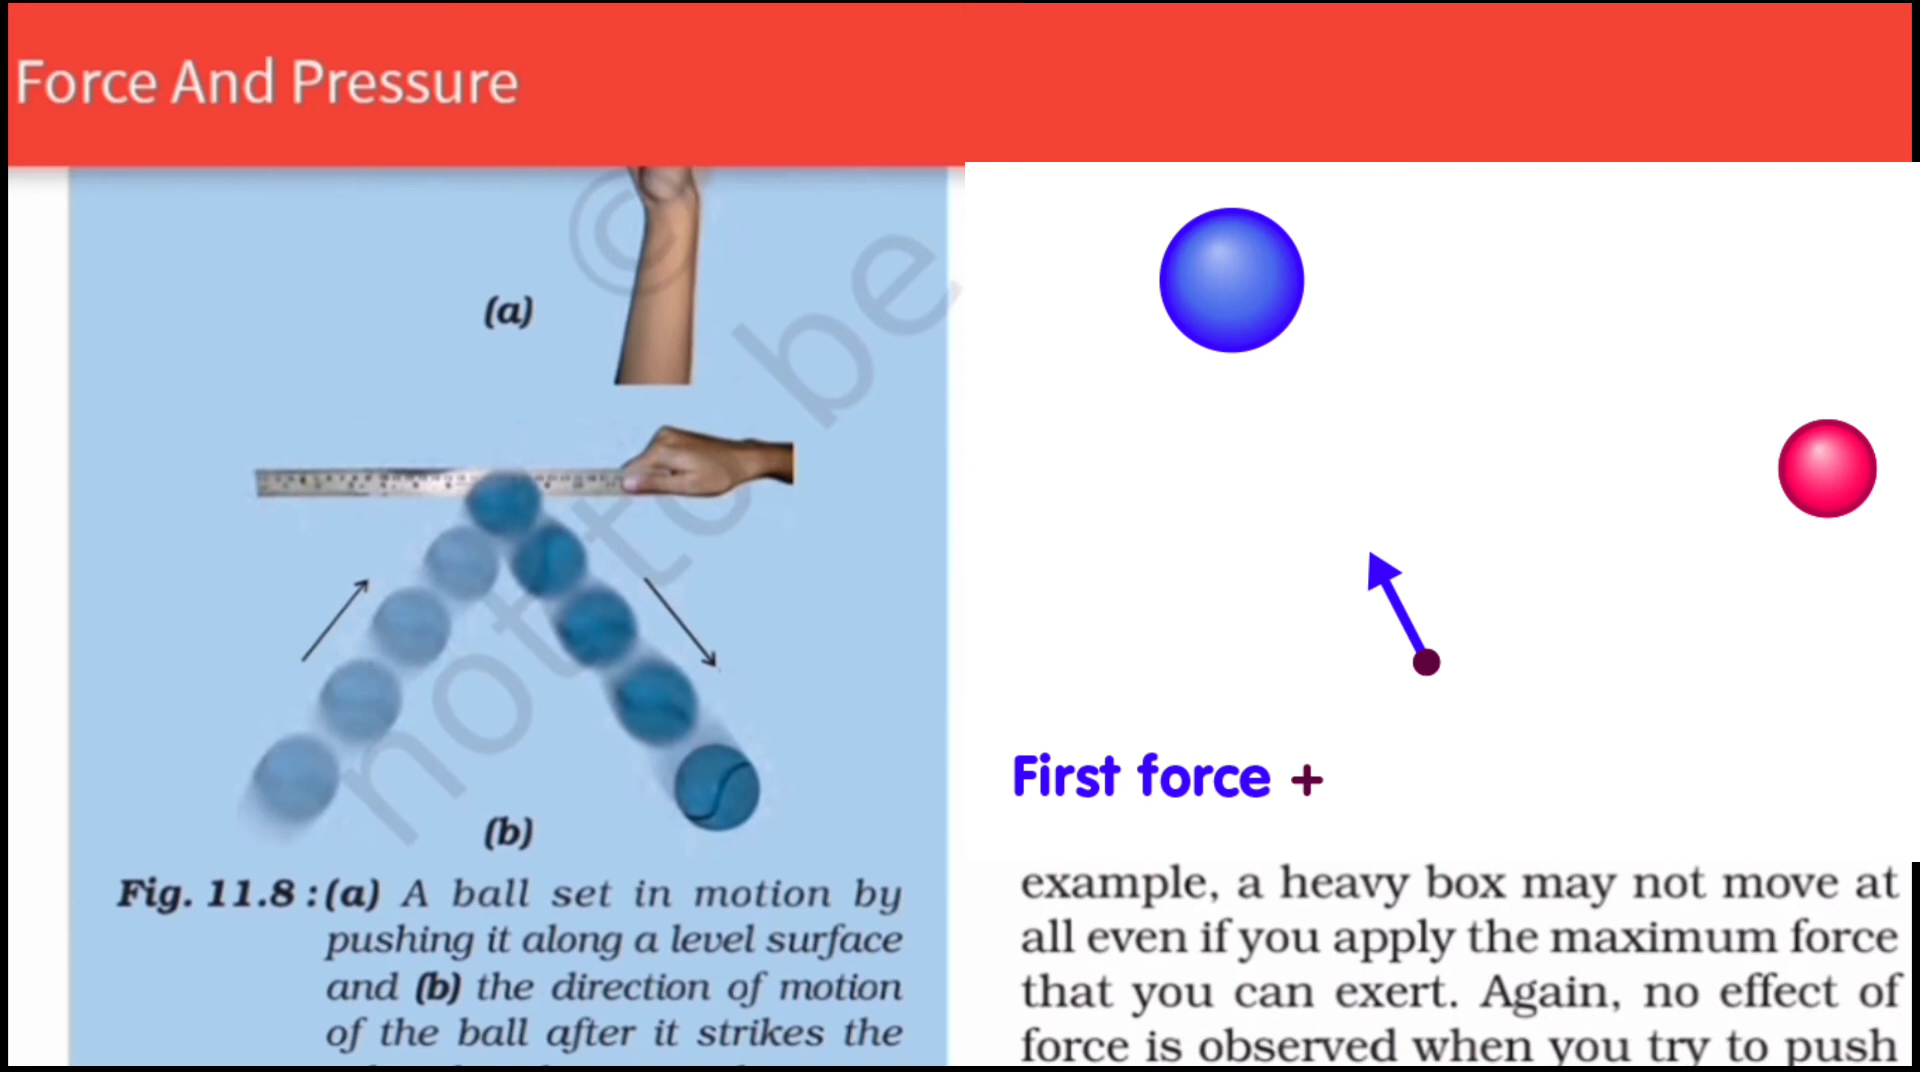 Force And Pressure
©
not to be
(a)
(b)
Fig. 11.8 : (a) A ball set in motion by
pushing it along a level surface
and (b) the direction of motion
of the ball after it strikes the
First force +
example, a heavy box may not move at
all even if you apply the maximum force
that you can exert. Again, no effect of
force is observed when you try to push